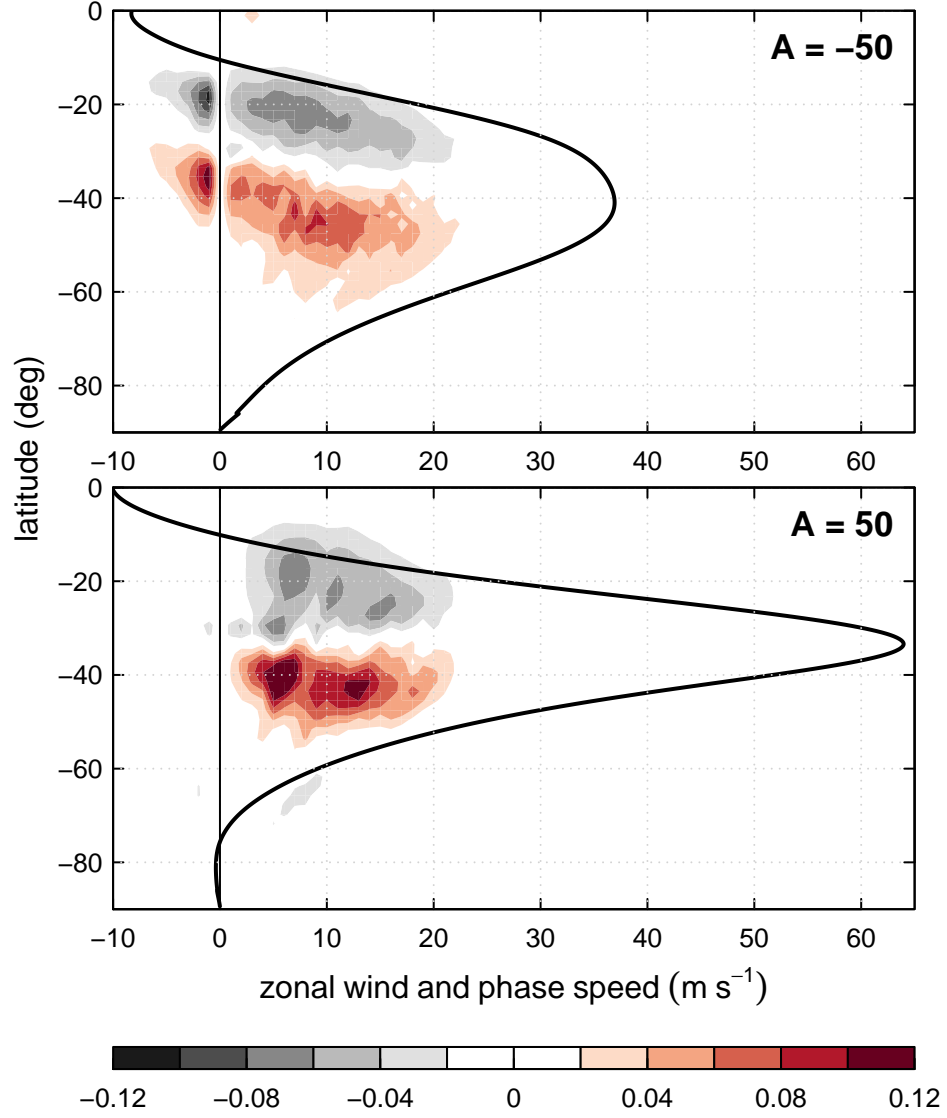 0
−20
−40
−60
−80
A = −50
−10 0 10 20 30 40 50 60
latitude (deg)
0
−20
−40
−60
−80
A = 50
−10 0 10 20 30 40 50 60
zonal wind and phase speed (m s⁻¹)
−0.12 −0.08 −0.04 0 0.04 0.08 0.12